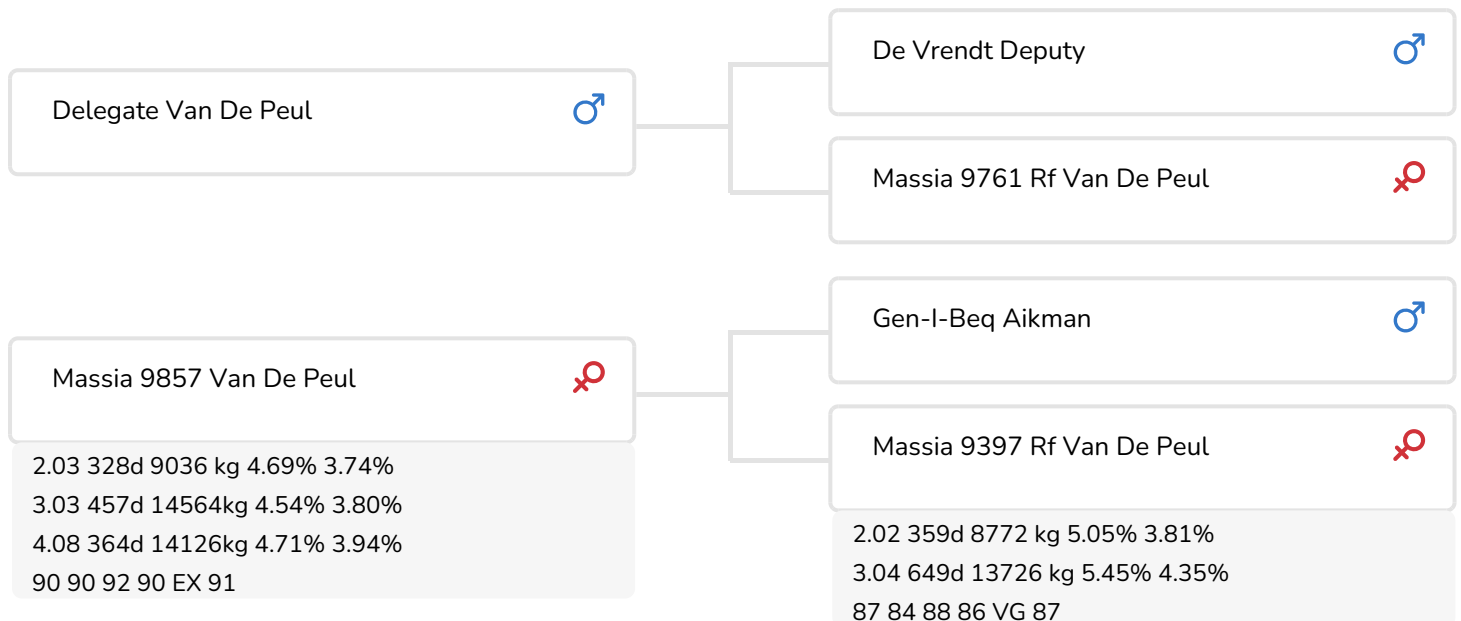 Delegate Van De Peul
De Vrendt Deputy
Massia 9761 Rf Van De Peul
Massia 9857 Van De Peul
2.03 328d 9036 kg 4.69% 3.74%
3.03 457d 14564kg 4.54% 3.80%
4.08 364d 14126kg 4.71% 3.94%
90 90 92 90 EX 91
Gen-I-Beq Aikman
Massia 9397 Rf Van De Peul
2.02 359d 8772 kg 5.05% 3.81%
3.04 649d 13726 kg 5.45% 4.35%
87 84 88 86 VG 87